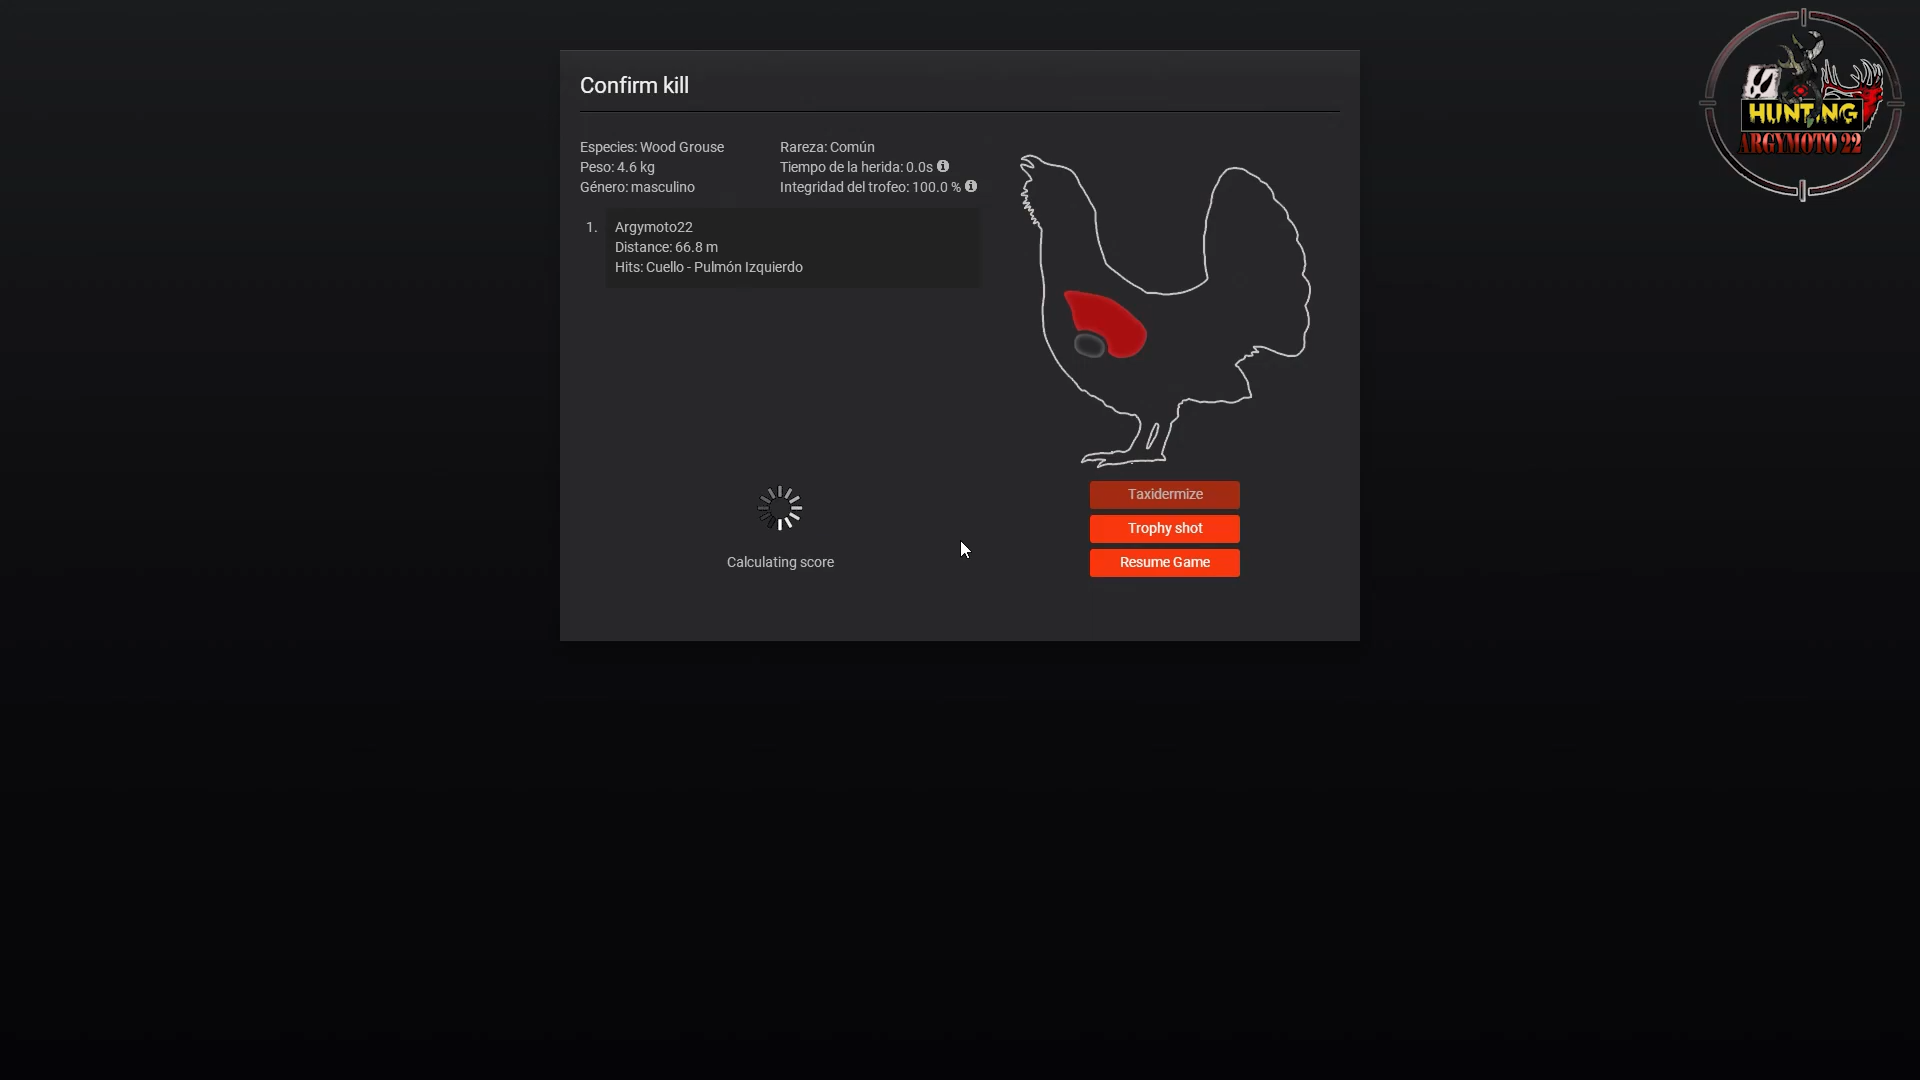 Confirm kill
Especies: Wood Grouse
Peso: 4.6 kg
Género: masculino
Rareza: Común
Tiempo de la herida: 0.0s
Integridad del trofeo: 100.0 %
1.
Argymoto22
Distance: 66.8 m
Hits: Cuello - Pulmón Izquierdo
Calculating score
Taxidermize
Trophy shot
Resume Game
HUNTING
ARGYMOTO 22